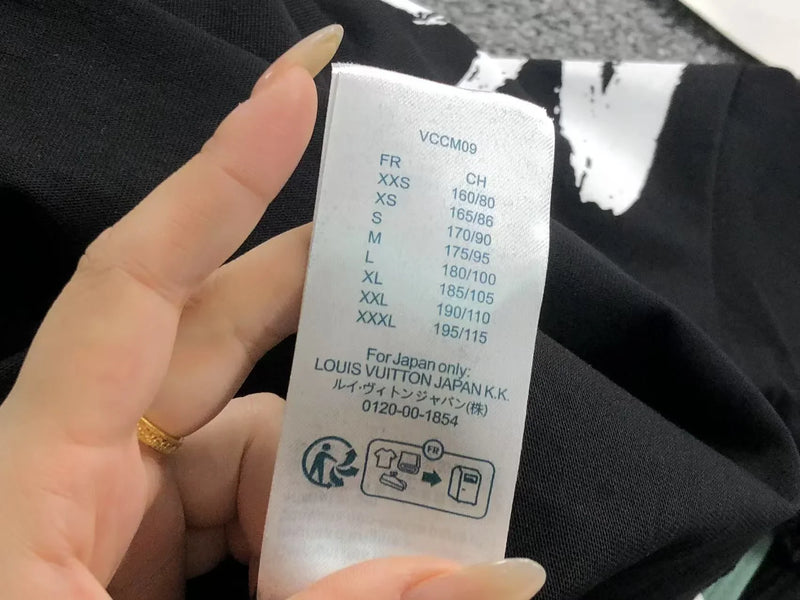 VCCM09
FR CH
XXS 160/80
XS 165/86
S 170/90
M 175/95
L 180/100
XL 185/105
XXL 190/110
XXXL 195/115
For Japan only:
LOUIS VUITTON JAPAN K.K.
ルイ・ヴィトンジャパン(株)
0120-00-1854
FR